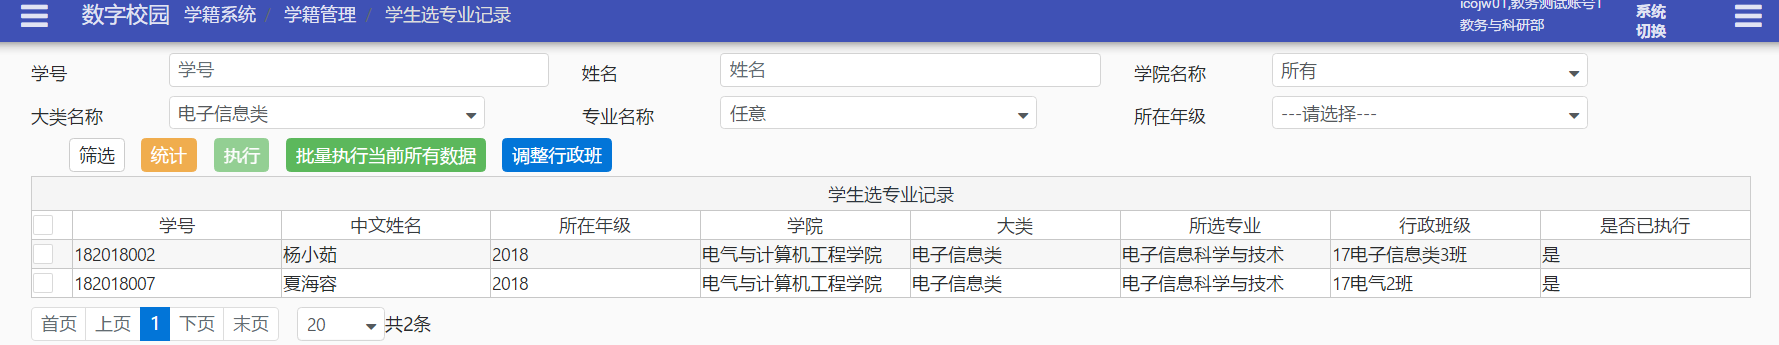 数字校园 学籍系统 / 学籍管理 / 学生选专业记录
icojw01,教务测试账号1
教务与科研部
系统
切换
学号 学号 姓名 姓名 学院名称 所有
大类名称 电子信息类 专业名称 任意 所在年级 ---请选择---
筛选 统计 执行 批量执行当前所有数据 调整行政班
学生选专业记录
学号 中文姓名 所在年级 学院 大类 所选专业 行政班级 是否已执行
182018002 杨小茹 2018 电气与计算机工程学院 电子信息类 电子信息科学与技术 17电子信息类3班 是
182018007 夏海容 2018 电气与计算机工程学院 电子信息类 电子信息科学与技术 17电气2班 是
首页 上页 1 下页 末页 20 共2条